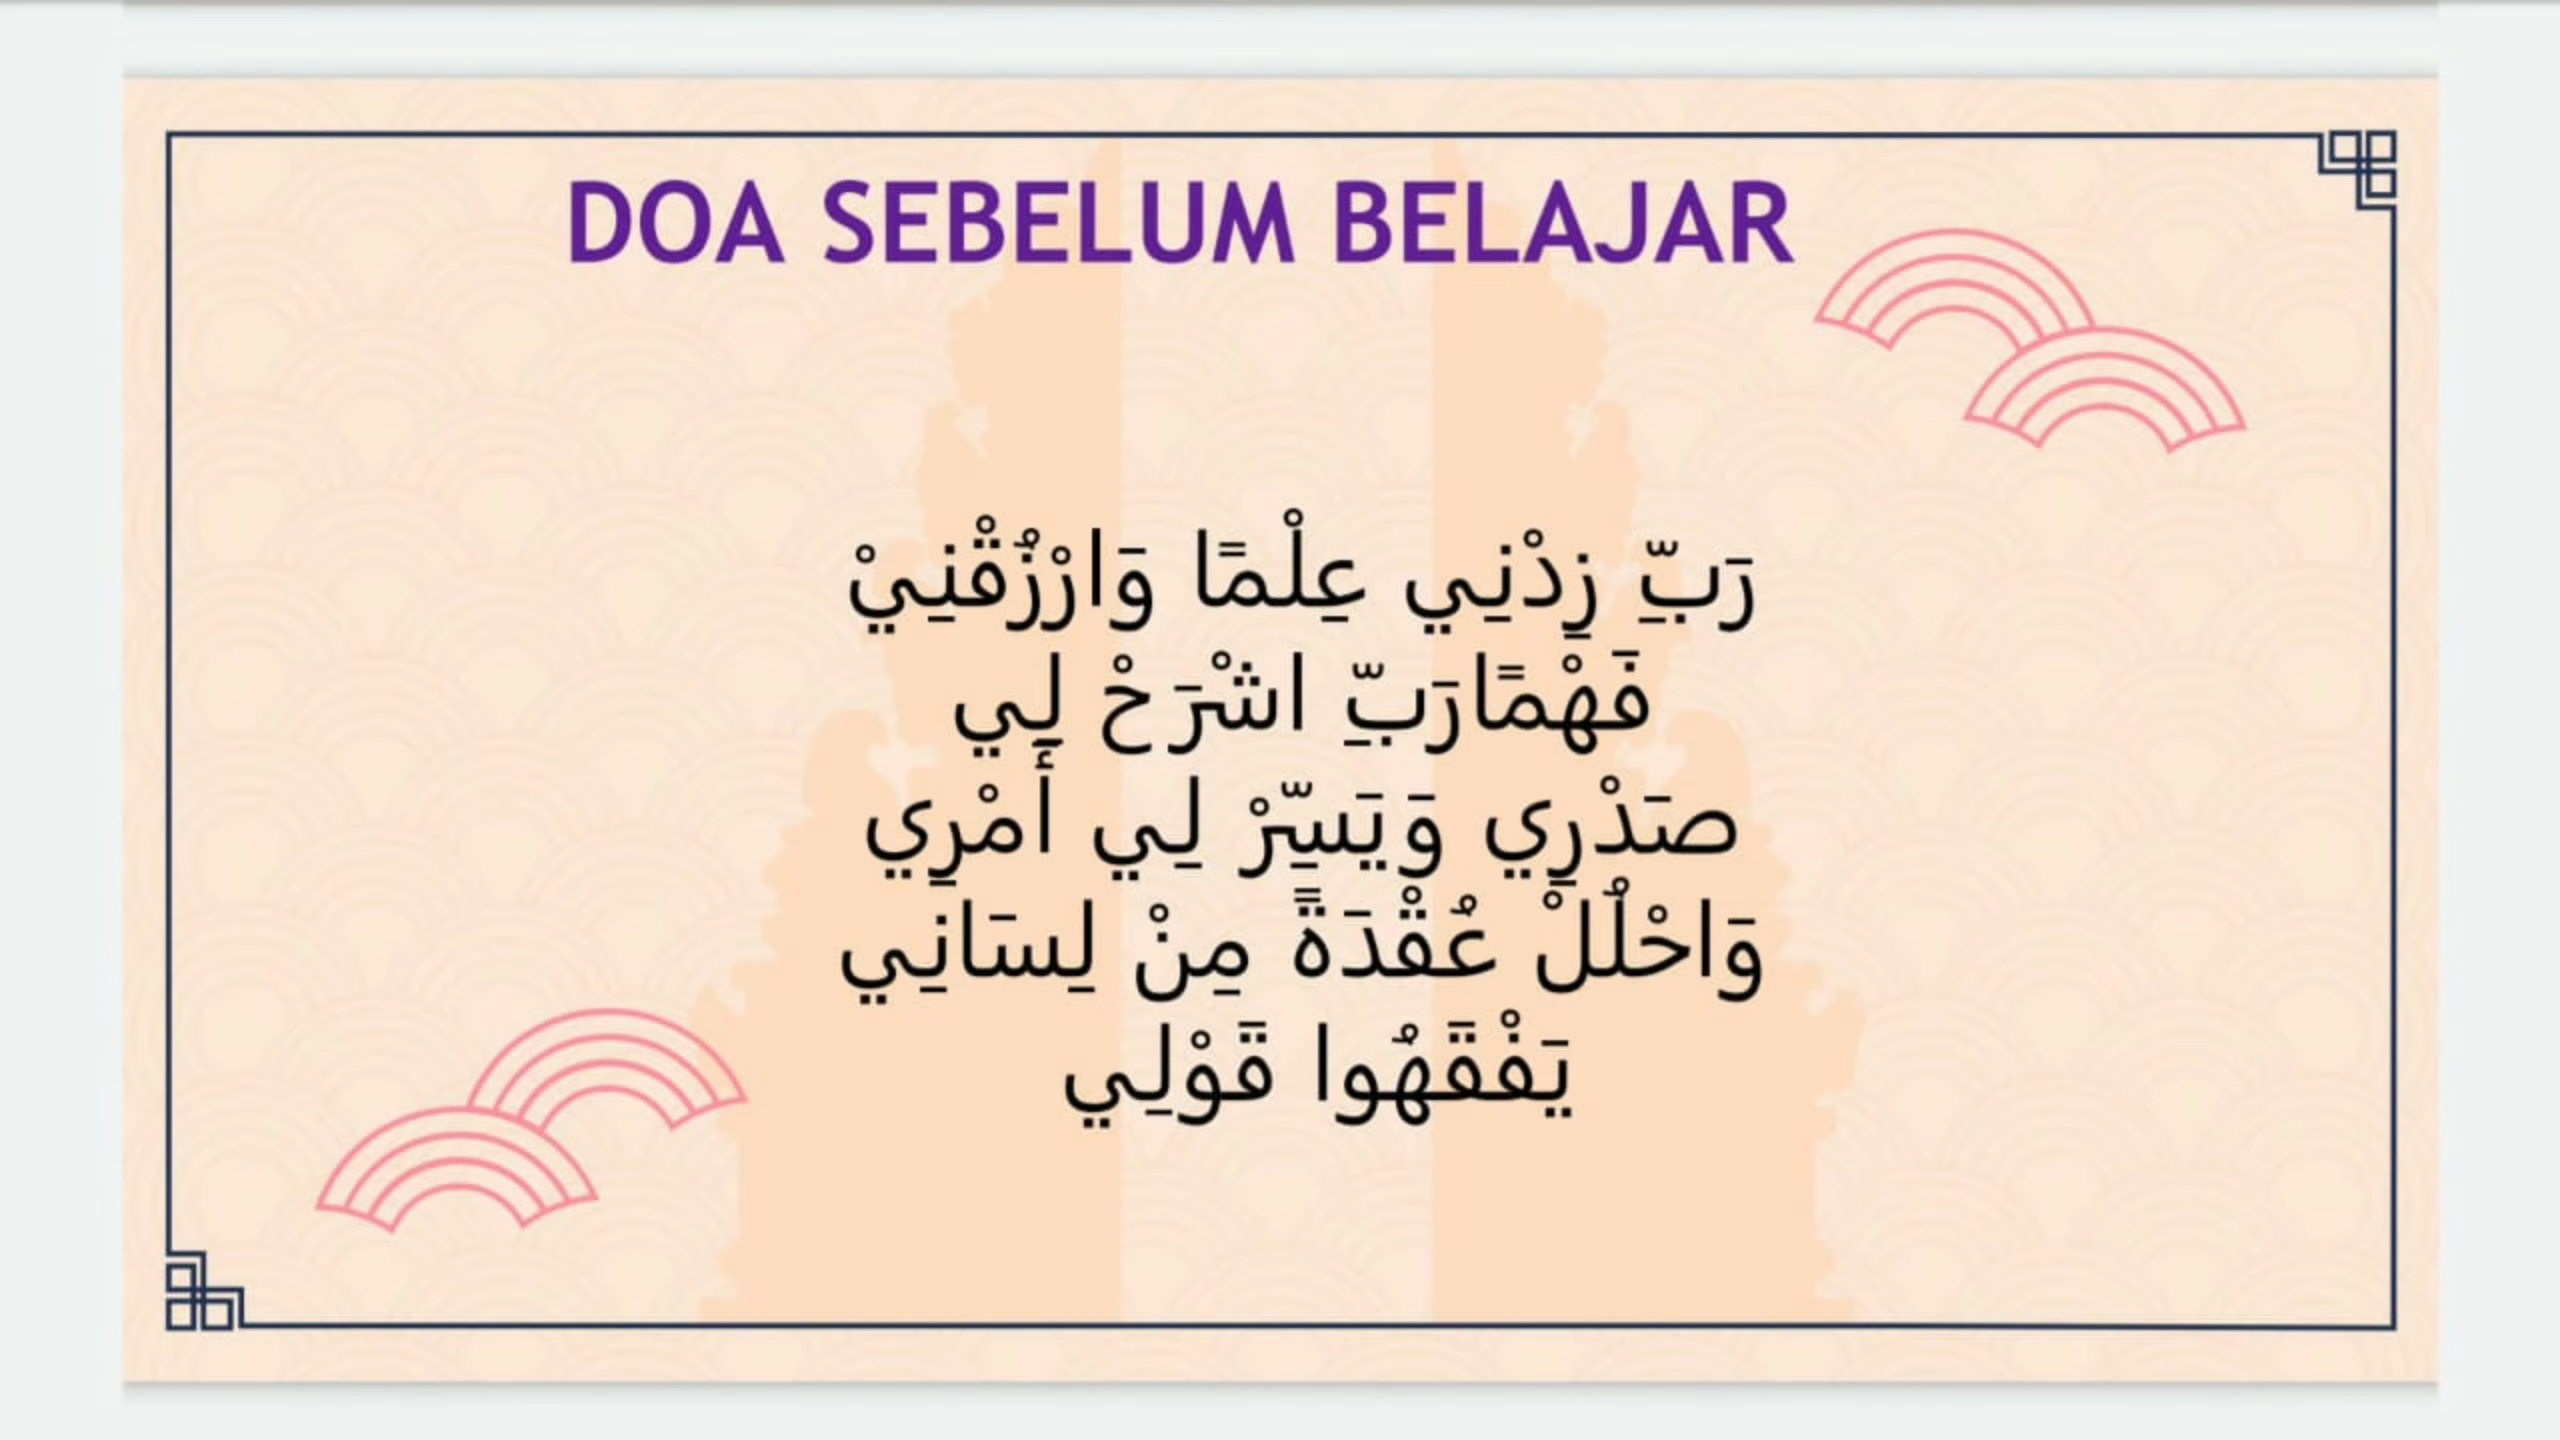 DOA SEBELUM BELAJAR
رَبِّ زِدْنِي عِلْمًا وَارْزُقْنِيْ
فَهْمًارَبِّ اشْرَحْ لِي
صَدْرِي وَيَسِّرْ لِي أَمْرِي
وَاحْلُلْ عُقْدَةً مِنْ لِسَانِي
يَفْقَهُوا قَوْلِي